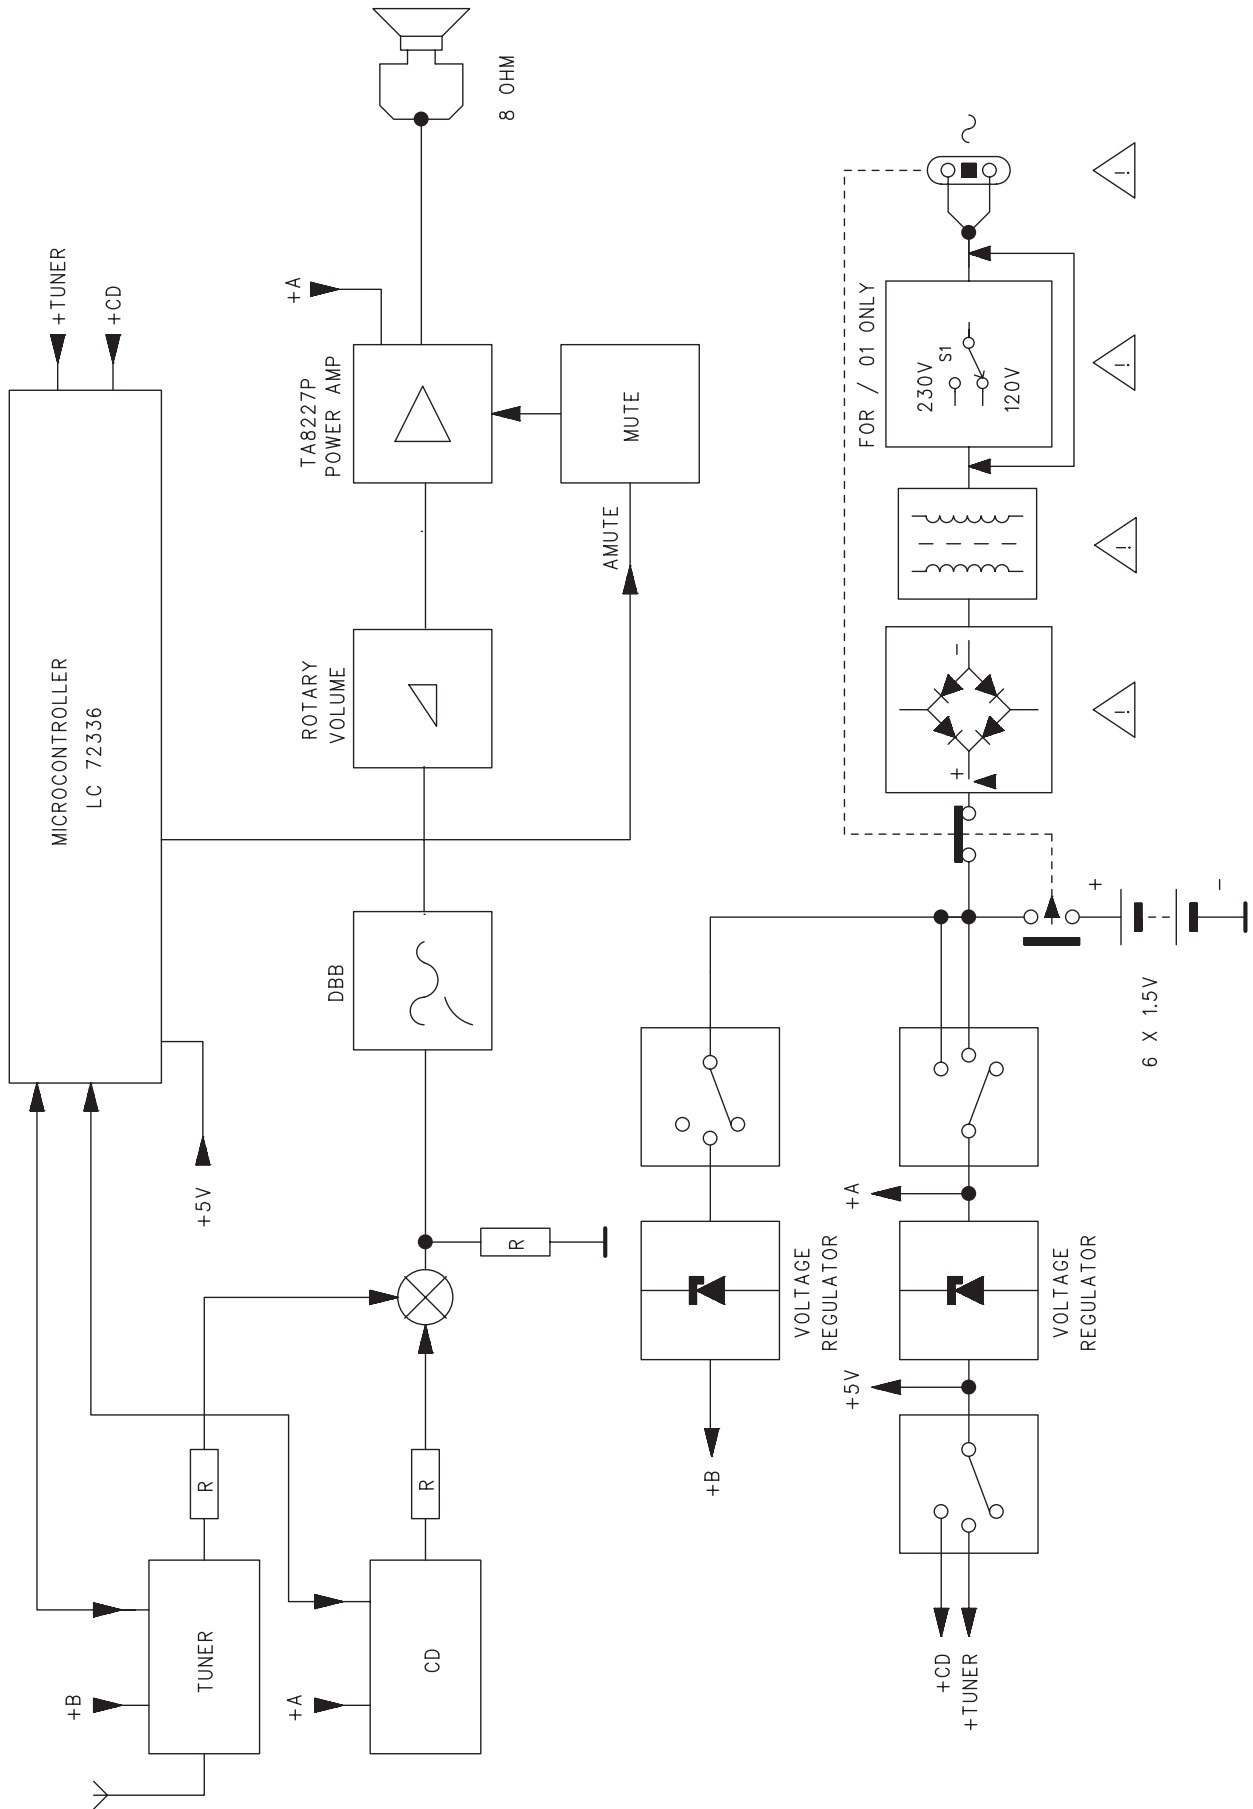 MICROCONTROLLER
LC 72336
+TUNER
+CD
+B
TUNER
R
+5V
+A
CD
R
R
DBB
ROTARY
VOLUME
TA8227P
POWER AMP
+A
8 OHM
AMUTE
MUTE
+B
VOLTAGE
REGULATOR
+CD
+TUNER
+5V
VOLTAGE
REGULATOR
+A
6 X 1.5V
+
-
+
-
FOR / 01 ONLY
230V
S1
120V
~
!
!
!
!